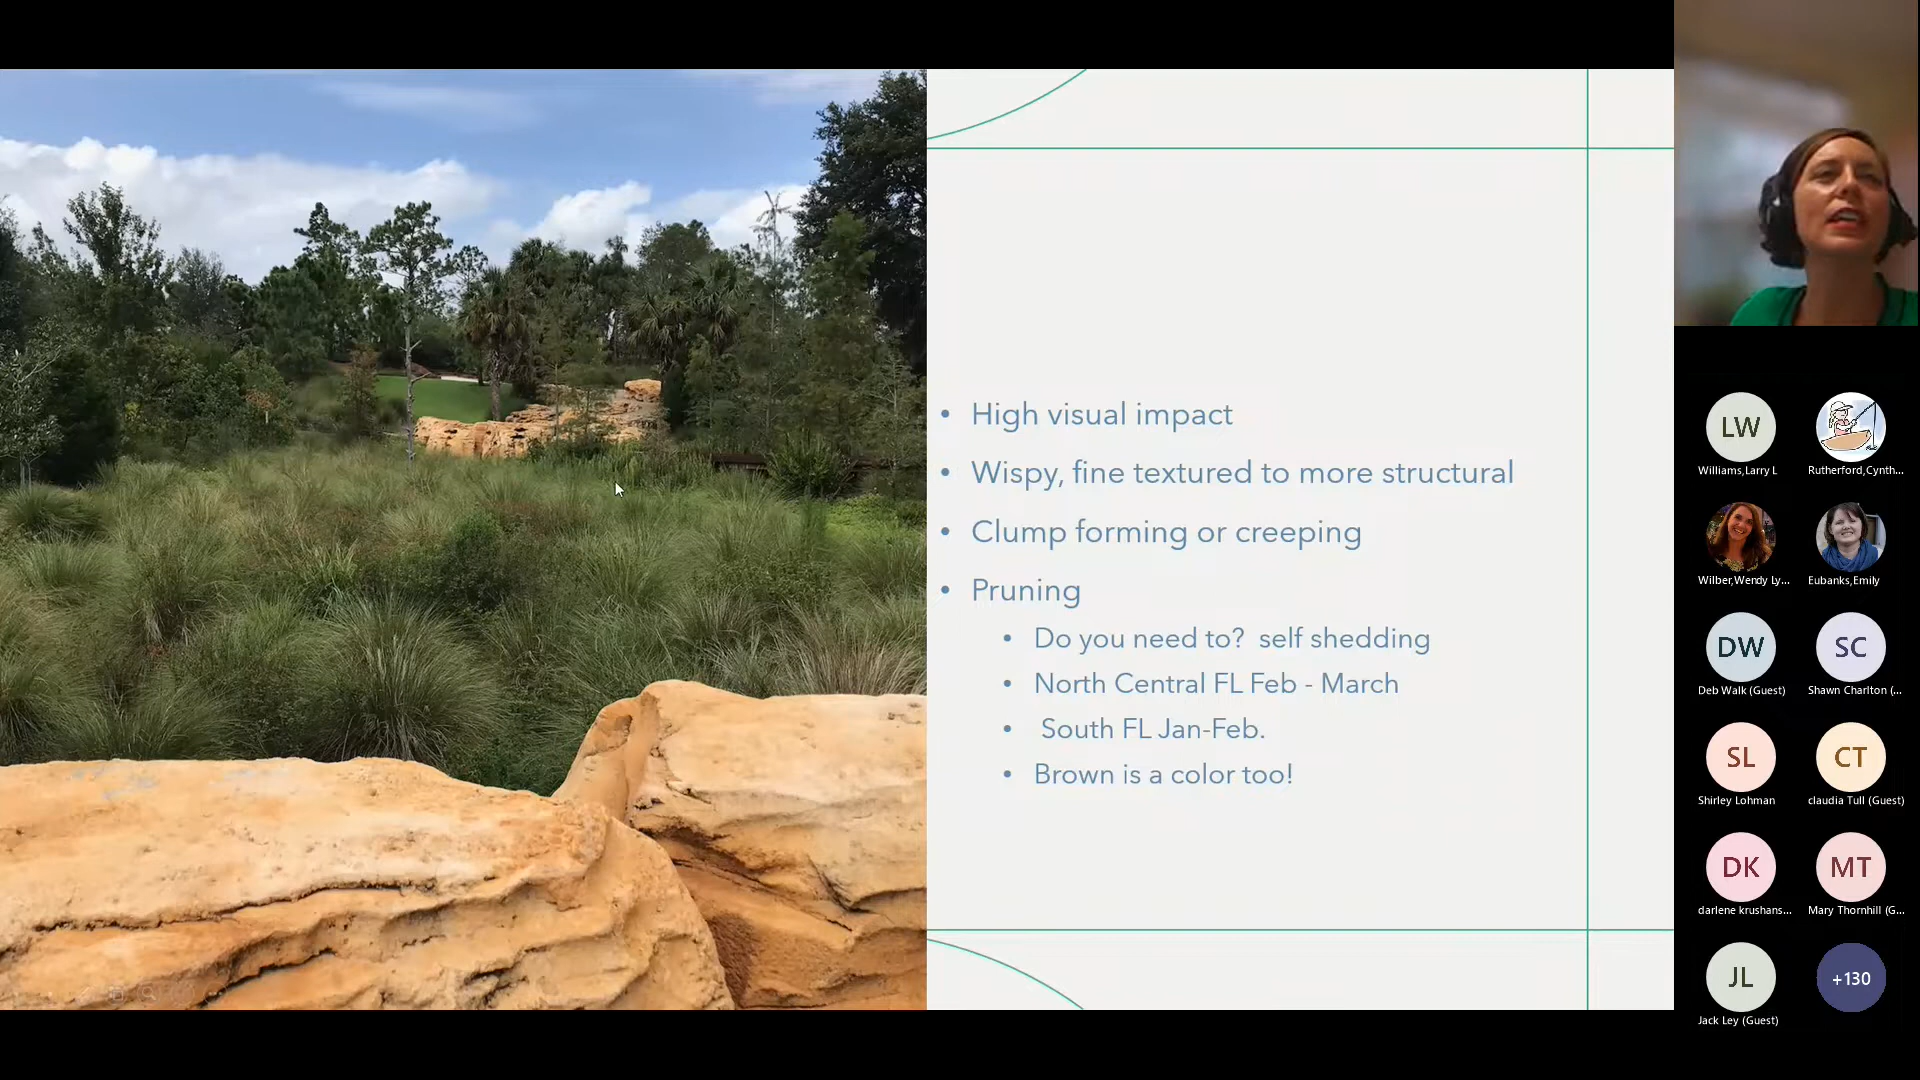 • High visual impact
• Wispy, fine textured to more structural
• Clump forming or creeping
• Pruning
• Do you need to?  self shedding
• North Central FL Feb - March
• South FL Jan-Feb.
• Brown is a color too!
LW
Williams,Larry L
Rutherford,Cynth...
Wilber,Wendy Ly...
Eubanks,Emily
DW
Deb Walk (Guest)
SC
Shawn Charlton (...
SL
Shirley Lohman
CT
claudia Tull (Guest)
DK
darlene krushans...
MT
Mary Thornhill (G...
JL
Jack Ley (Guest)
+130